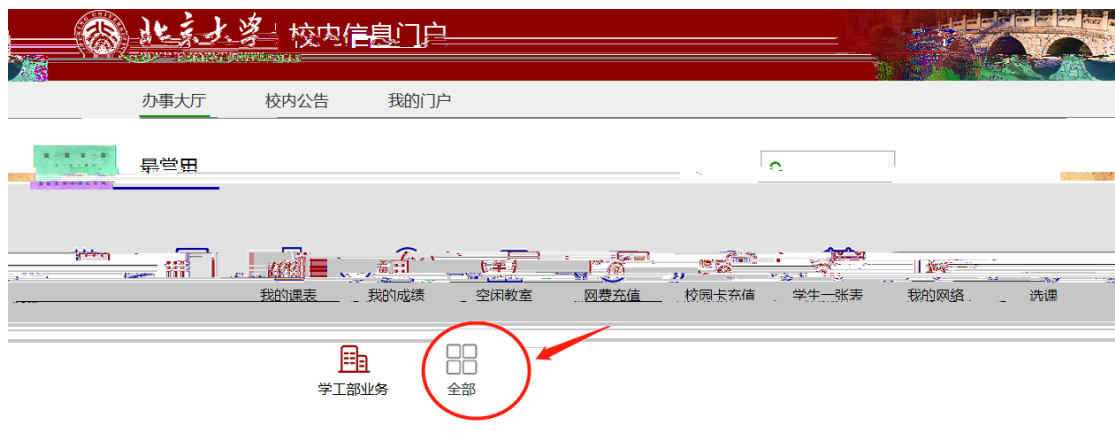 北京大学 校内信息门户
办事大厅 校内公告 我的门户
最常用
我的课表 我的成绩 空闲教室 网费充值 校园卡充值 学生一张表 我的网络 选课
学工部业务 全部